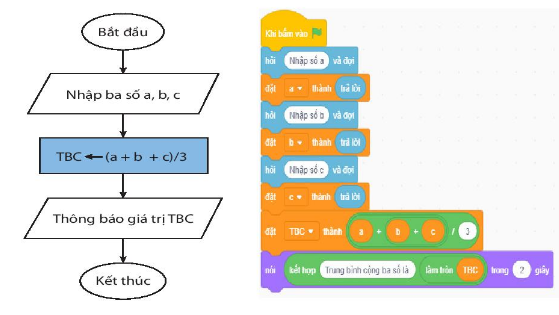 Bắt đầu
Nhập ba số a, b, c
TBC ← (a + b + c)/3
Thông báo giá trị TBC
Kết thúc
Khi bấm vào
hỏi Nhập số a và đợi
đặt a thành trả lời
hỏi Nhập số b và đợi
đặt b thành trả lời
hỏi Nhập số c và đợi
đặt c thành trả lời
đặt TBC thành a + b + c / 3
nói kết hợp Trung bình cộng ba số là làm tròn TBC trong 2 giây